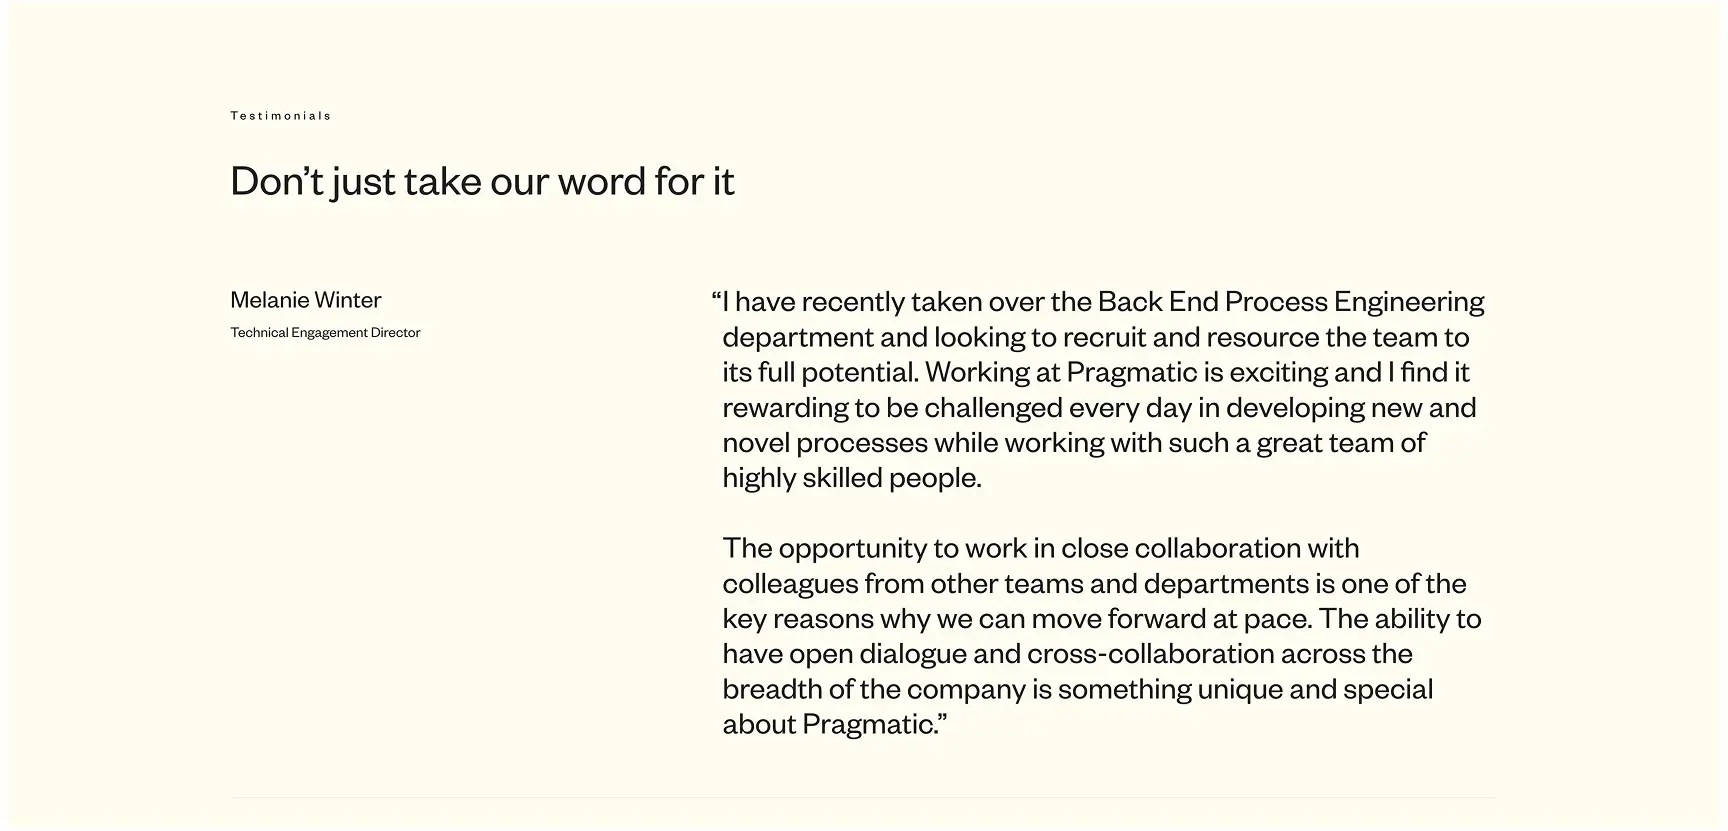 Testimonials
Don’t just take our word for it
Melanie Winter
Technical Engagement Director
“I have recently taken over the Back End Process Engineering
department and looking to recruit and resource the team to
its full potential. Working at Pragmatic is exciting and I find it
rewarding to be challenged every day in developing new and
novel processes while working with such a great team of
highly skilled people.
The opportunity to work in close collaboration with
colleagues from other teams and departments is one of the
key reasons why we can move forward at pace. The ability to
have open dialogue and cross-collaboration across the
breadth of the company is something unique and special
about Pragmatic.”